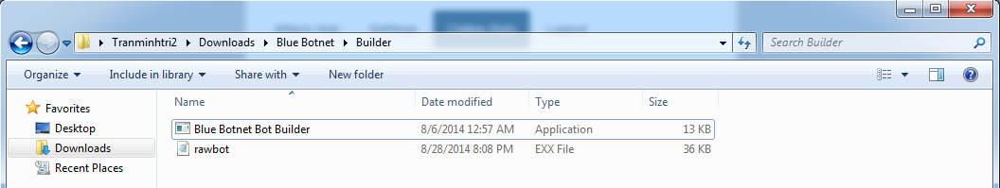 Tranminhtri2 Downloads Blue Botnet Builder Search Builder
Organize Include in library Share with New folder
Favorites Name Date modified Type Size
Desktop Blue Botnet Bot Builder 8/6/2014 12:57 AM Application 13 KB
Downloads rawbot 8/28/2014 8:08 PM EXX File 36 KB
Recent Places